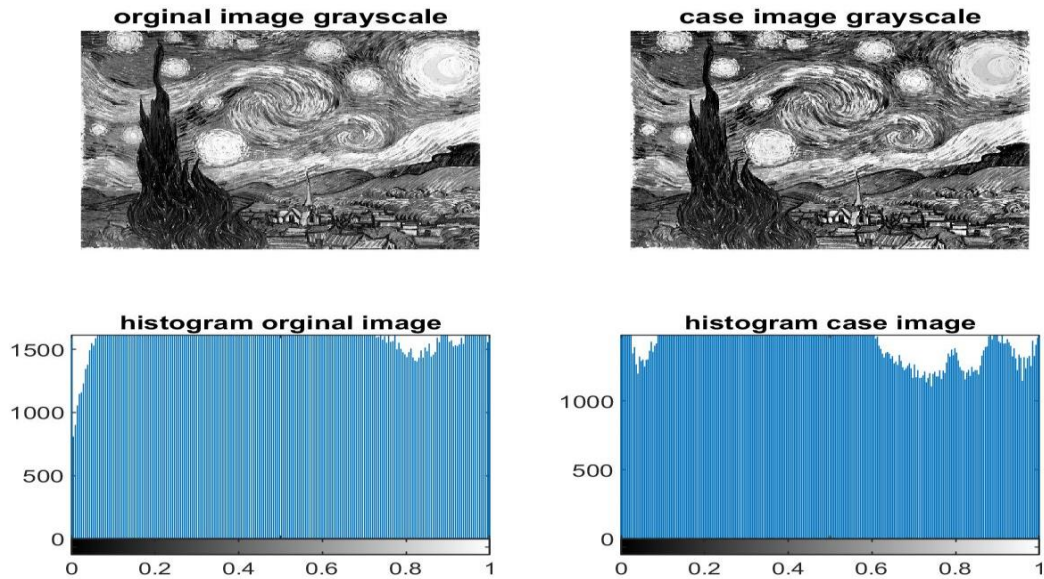 orginal image grayscale
case image grayscale
histogram orginal image
1500
1000
500
0
0 0.2 0.4 0.6 0.8 1
histogram case image
1000
500
0
0 0.2 0.4 0.6 0.8 1